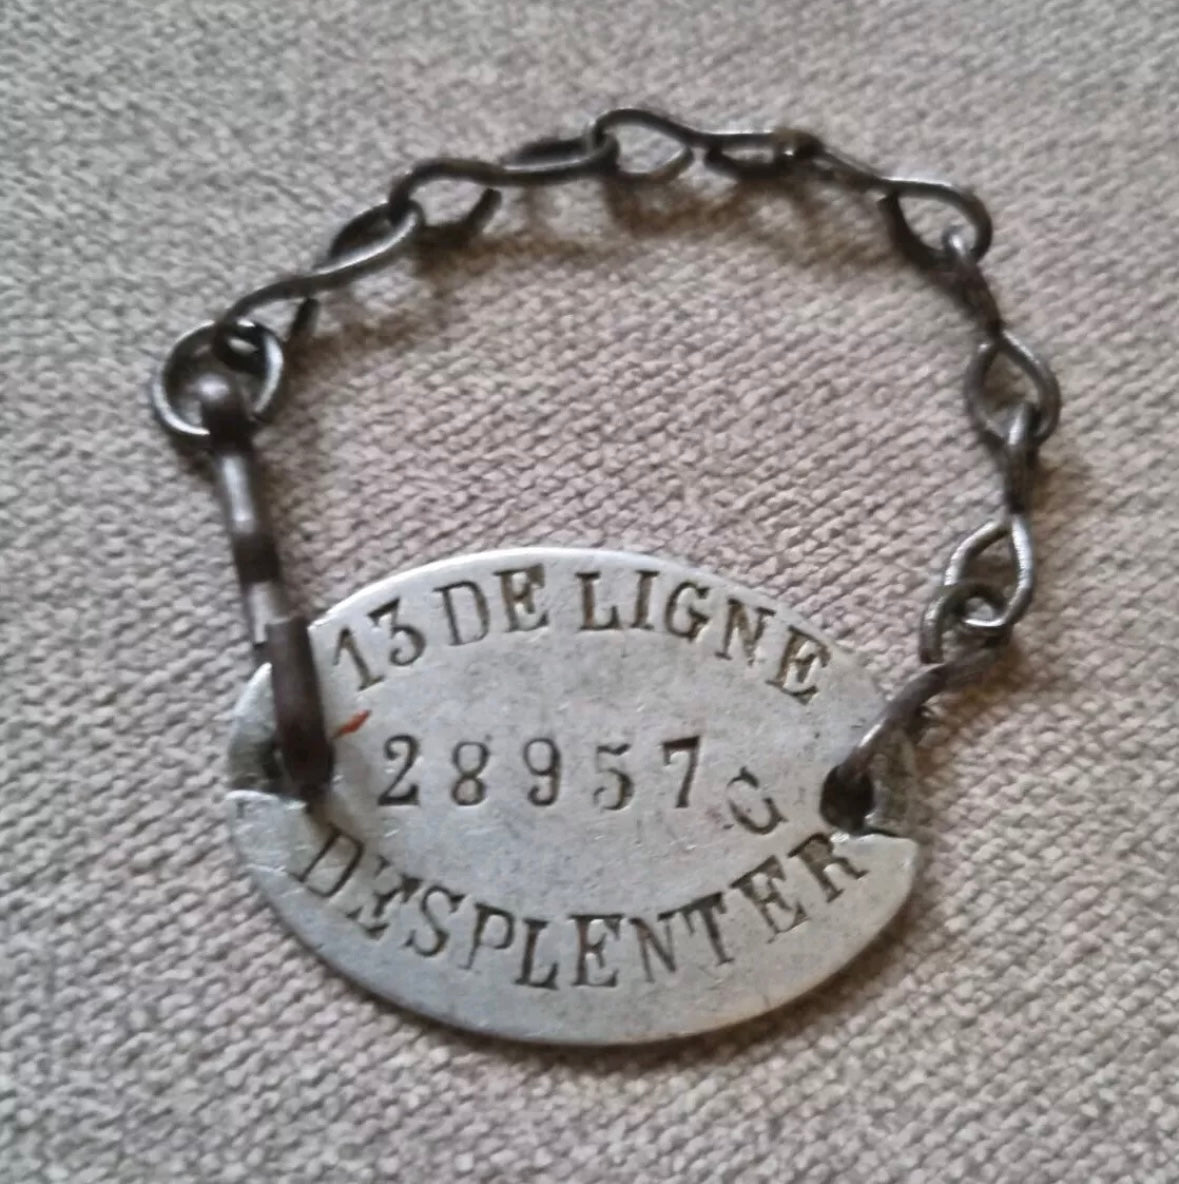 13 DE LIGNE
28957
G
DESPLENTER